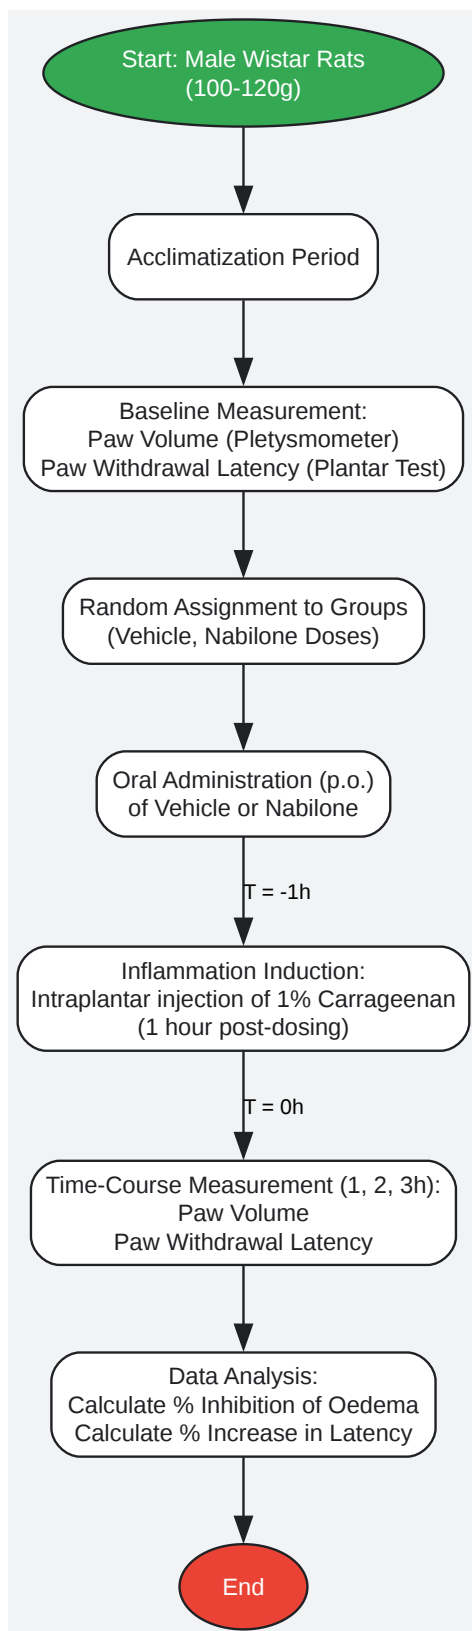 Start: Male Wistar Rats
(100-120g)
Acclimatization Period
Baseline Measurement:
Paw Volume (Pletysmometer)
Paw Withdrawal Latency (Plantar Test)
Random Assignment to Groups
(Vehicle, Nabilone Doses)
Oral Administration (p.o.)
of Vehicle or Nabilone
T = -1h
Inflammation Induction:
Intraplantar injection of 1% Carrageenan
(1 hour post-dosing)
T = 0h
Time-Course Measurement (1, 2, 3h):
Paw Volume
Paw Withdrawal Latency
Data Analysis:
Calculate % Inhibition of Oedema
Calculate % Increase in Latency
End